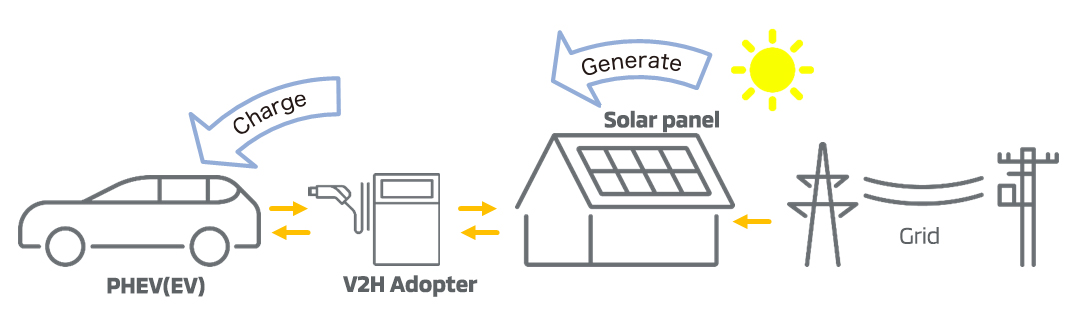 Generate
Charge
Solar panel
Grid
PHEV(EV)
V2H Adopter